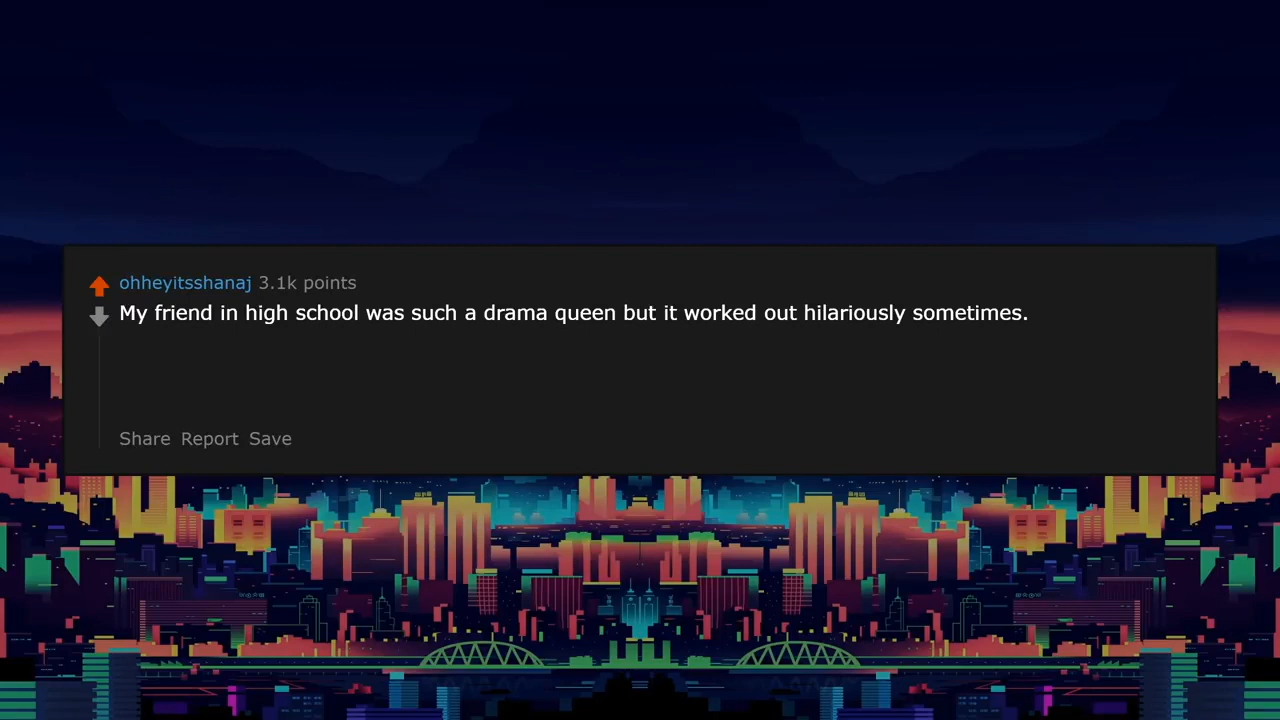 ohheyitsshanaj 3.1k points
My friend in high school was such a drama queen but it worked out hilariously sometimes.
Share Report Save